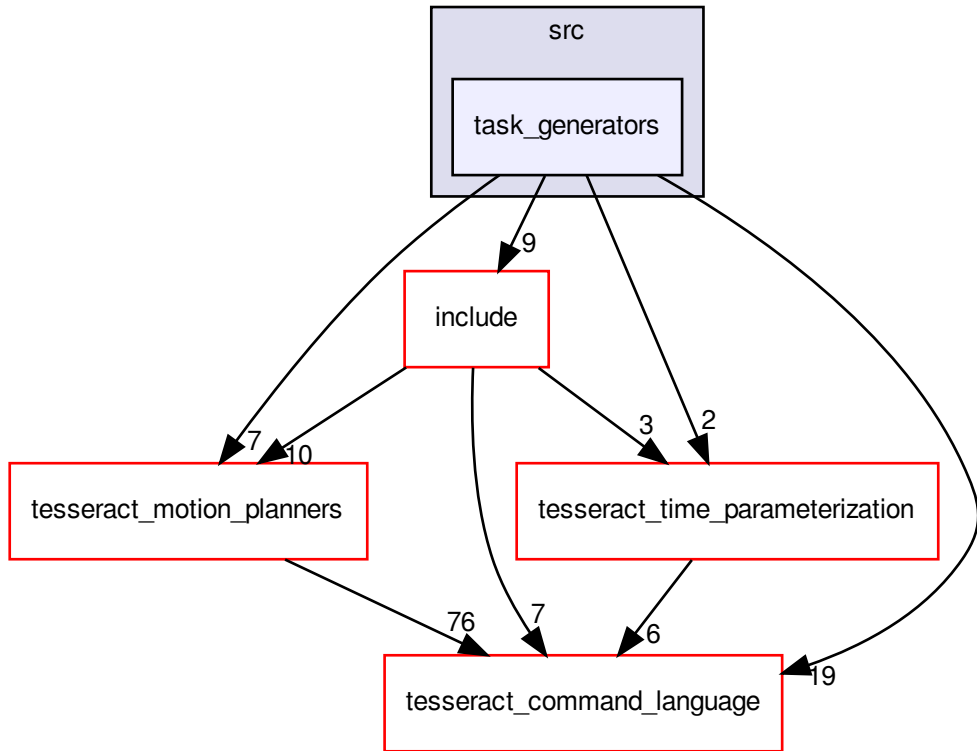 src
task_generators
9
include
7
10
3
2
tesseract_motion_planners
tesseract_time_parameterization
76
7
6
19
tesseract_command_language